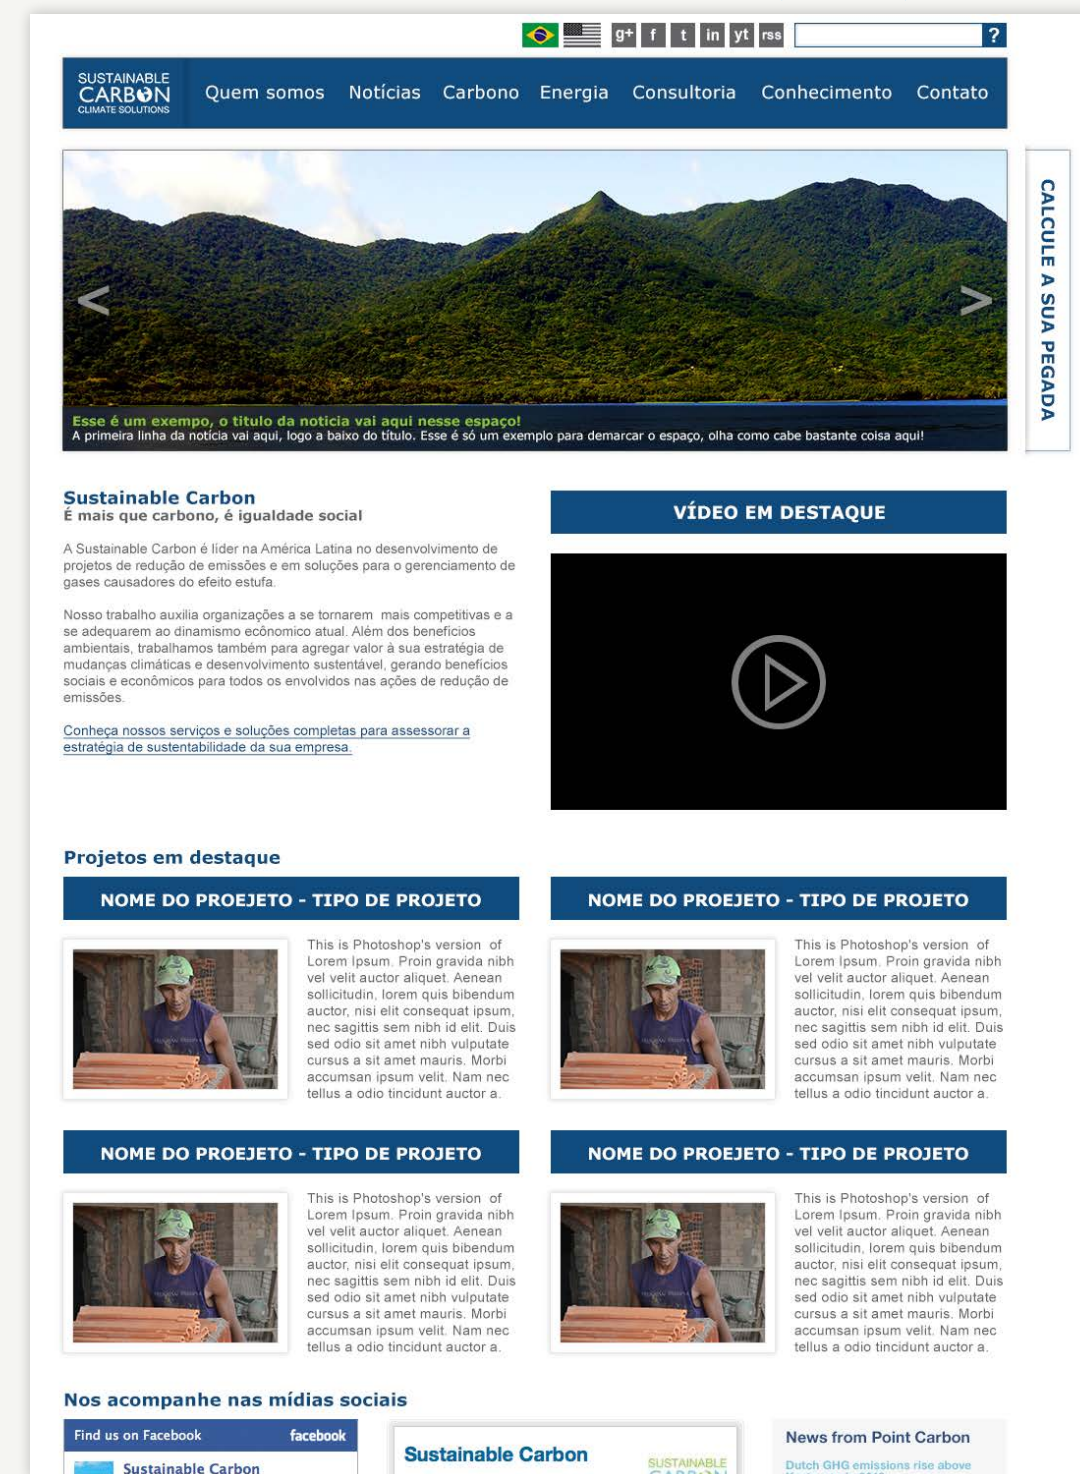 g+ f t in yt rss ?
SUSTAINABLE
CARBON
CLIMATE SOLUTIONS
Quem somos Notícias Carbono Energia Consultoria Conhecimento Contato
CALCULE A SUA PEGADA
< >
Esse é um exempo, o titulo da noticia vai aqui nesse espaço!
A primeira linha da notícia vai aqui, logo a baixo do título. Esse é só um exemplo para demarcar o espaço, olha como cabe bastante coisa aqui!
Sustainable Carbon
É mais que carbono, é igualdade social
A Sustainable Carbon é líder na América Latina no desenvolvimento de
projetos de redução de emissões e em soluções para o gerenciamento de
gases causadores do efeito estufa.
Nosso trabalho auxilia organizações a se tornarem mais competitivas e a
se adequarem ao dinamismo ecônomico atual. Além dos benefícios
ambientais, trabalhamos também para agregar valor à sua estratégia de
mudanças climáticas e desenvolvimento sustentável, gerando benefícios
sociais e econômicos para todos os envolvidos nas ações de redução de
emissões.
Conheça nossos serviços e soluções completas para assessorar a
estratégia de sustentabilidade da sua empresa.
VÍDEO EM DESTAQUE
Projetos em destaque
NOME DO PROEJETO - TIPO DE PROJETO
This is Photoshop's version of
Lorem Ipsum. Proin gravida nibh
vel velit auctor aliquet. Aenean
sollicitudin, lorem quis bibendum
auctor, nisi elit consequat ipsum,
nec sagittis sem nibh id elit. Duis
sed odio sit amet nibh vulputate
cursus a sit amet mauris. Morbi
accumsan ipsum velit. Nam nec
tellus a odio tincidunt auctor a.
NOME DO PROEJETO - TIPO DE PROJETO
This is Photoshop's version of
Lorem Ipsum. Proin gravida nibh
vel velit auctor aliquet. Aenean
sollicitudin, lorem quis bibendum
auctor, nisi elit consequat ipsum,
nec sagittis sem nibh id elit. Duis
sed odio sit amet nibh vulputate
cursus a sit amet mauris. Morbi
accumsan ipsum velit. Nam nec
tellus a odio tincidunt auctor a.
NOME DO PROEJETO - TIPO DE PROJETO
This is Photoshop's version of
Lorem Ipsum. Proin gravida nibh
vel velit auctor aliquet. Aenean
sollicitudin, lorem quis bibendum
auctor, nisi elit consequat ipsum,
nec sagittis sem nibh id elit. Duis
sed odio sit amet nibh vulputate
cursus a sit amet mauris. Morbi
accumsan ipsum velit. Nam nec
tellus a odio tincidunt auctor a.
NOME DO PROEJETO - TIPO DE PROJETO
This is Photoshop's version of
Lorem Ipsum. Proin gravida nibh
vel velit auctor aliquet. Aenean
sollicitudin, lorem quis bibendum
auctor, nisi elit consequat ipsum,
nec sagittis sem nibh id elit. Duis
sed odio sit amet nibh vulputate
cursus a sit amet mauris. Morbi
accumsan ipsum velit. Nam nec
tellus a odio tincidunt auctor a.
Nos acompanhe nas mídias sociais
Find us on Facebook facebook
Sustainable Carbon
Sustainable Carbon
SUSTAINABLE
News from Point Carbon
Dutch GHG emissions rise above